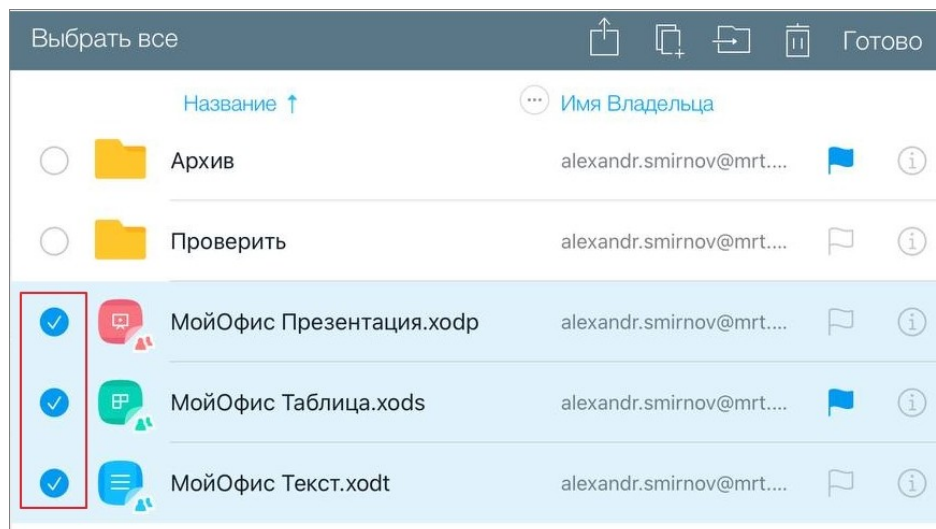 Выбрать все Готово
Название ↑ Имя Владельца
Архив alexandr.smirnov@mrt....
Проверить alexandr.smirnov@mrt....
МойОфис Презентация.xodp alexandr.smirnov@mrt....
МойОфис Таблица.xods alexandr.smirnov@mrt....
МойОфис Текст.xodt alexandr.smirnov@mrt....